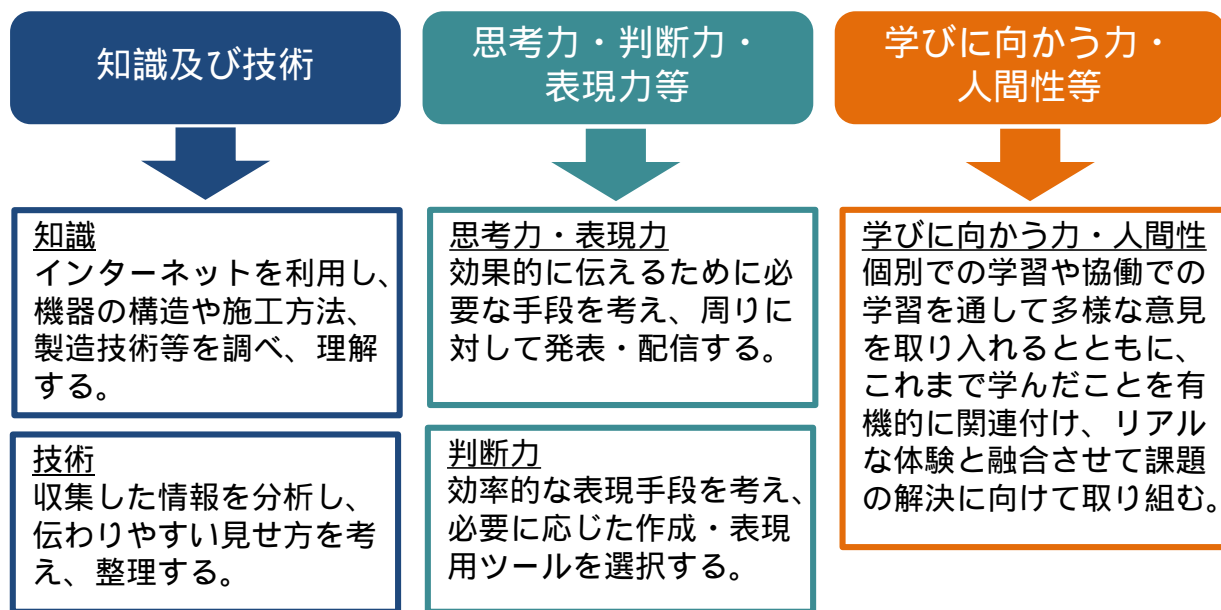 知識及び技術
思考力・判断力・
表現力等
学びに向かう力・
人間性等
知識
インターネットを利用し、
機器の構造や施工方法、
製造技術等を調べ、理解
する。
技術
収集した情報を分析し、
伝わりやすい見せ方を考
え、整理する。
思考力・表現力
効果的に伝えるために必
要な手段を考え、周りに
対して発表・配信する。
判断力
効率的な表現手段を考え、
必要に応じた作成・表現
用ツールを選択する。
学びに向かう力・人間性
個別での学習や協働での
学習を通して多様な意見
を取り入れるとともに、
これまで学んだことを有
機的に関連付け、リアル
な体験と融合させて課題
の解決に向けて取り組む。